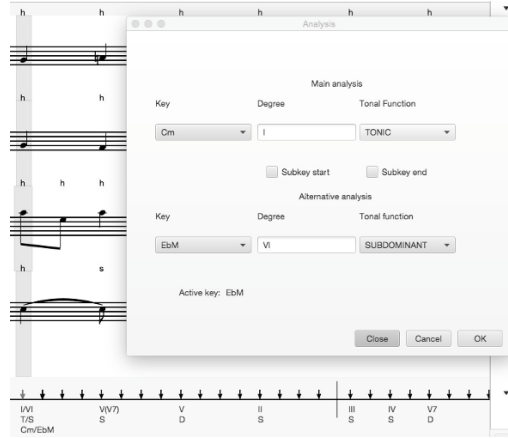 h h h h h h h
Analysis
Main analysis
Key Degree Tonal Function
Cm I TONIC
Subkey start Subkey end
Alternative analysis
Key Degree Tonal function
EbM VI SUBDOMINANT
Active key: EbM
Close Cancel OK
h h
h h h
h s
I/VI V(V7) V II III IV V7
T/S S D S S S D
Cm/EbM